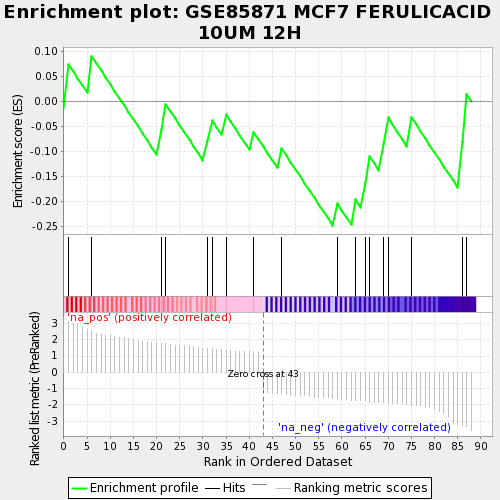 Enrichment plot: GSE85871 MCF7 FERULICACID
10UM 12H
Enrichment score (ES)
0.10
0.05
0.00
-0.05
-0.10
-0.15
-0.20
-0.25
'na_pos' (positively correlated)
Ranked list metric (PreRanked)
3
2
1
0
-1
-2
-3
Zero cross at 43
'na_neg' (negatively correlated)
0 5 10 15 20 25 30 35 40 45 50 55 60 65 70 75 80 85 90
Rank in Ordered Dataset
Enrichment profile Hits Ranking metric scores